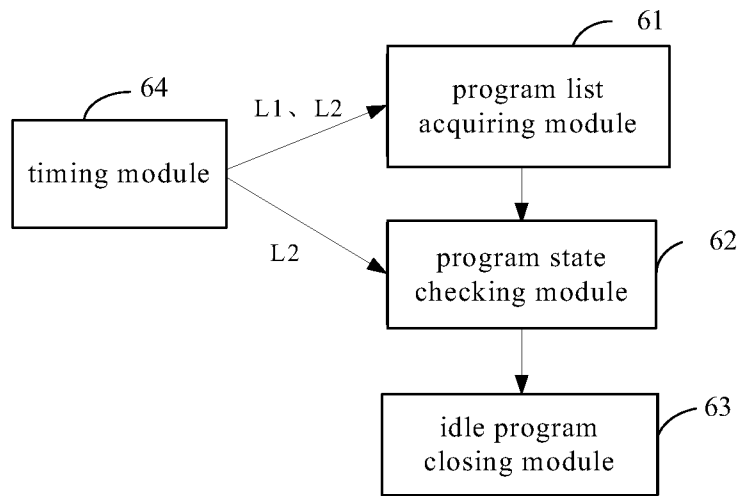 61
64
L1、L2
program list
acquiring module
timing module
L2
62
program state
checking module
63
idle program
closing module